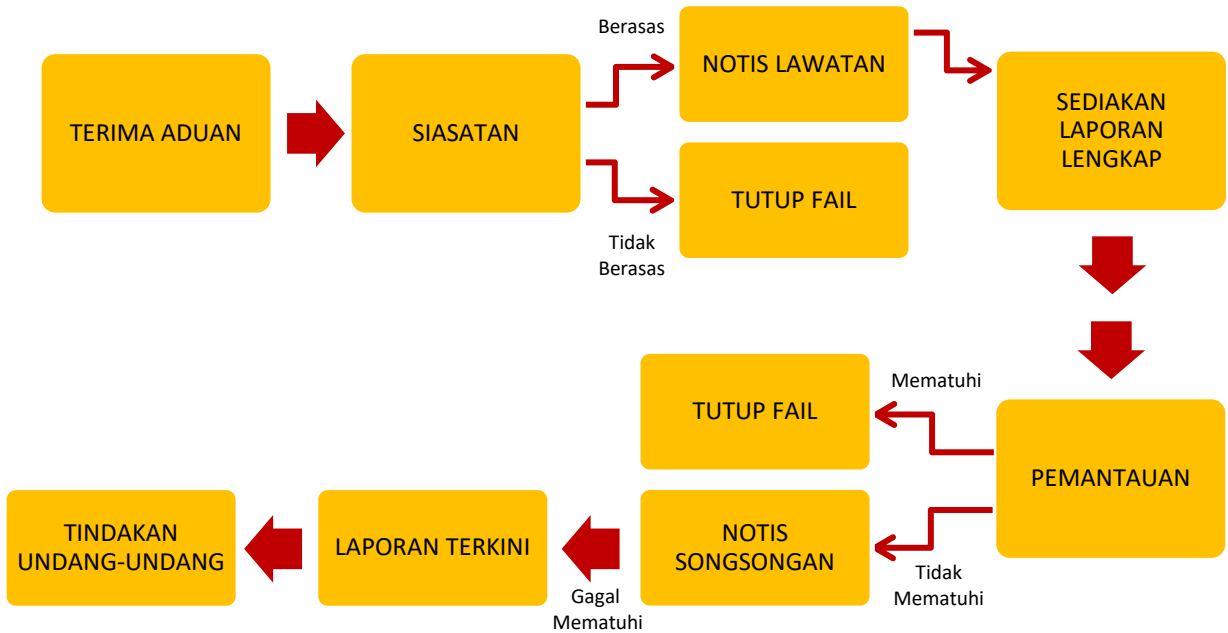 Berasas
NOTIS LAWATAN
TERIMA ADUAN
SIASATAN
SEDIAKAN
LAPORAN
LENGKAP
TUTUP FAIL
Tidak
Berasas
Mematuhi
TUTUP FAIL
PEMANTAUAN
TINDAKAN
UNDANG-UNDANG
LAPORAN TERKINI
NOTIS
SONGSONGAN
Gagal
Mematuhi
Tidak
Mematuhi